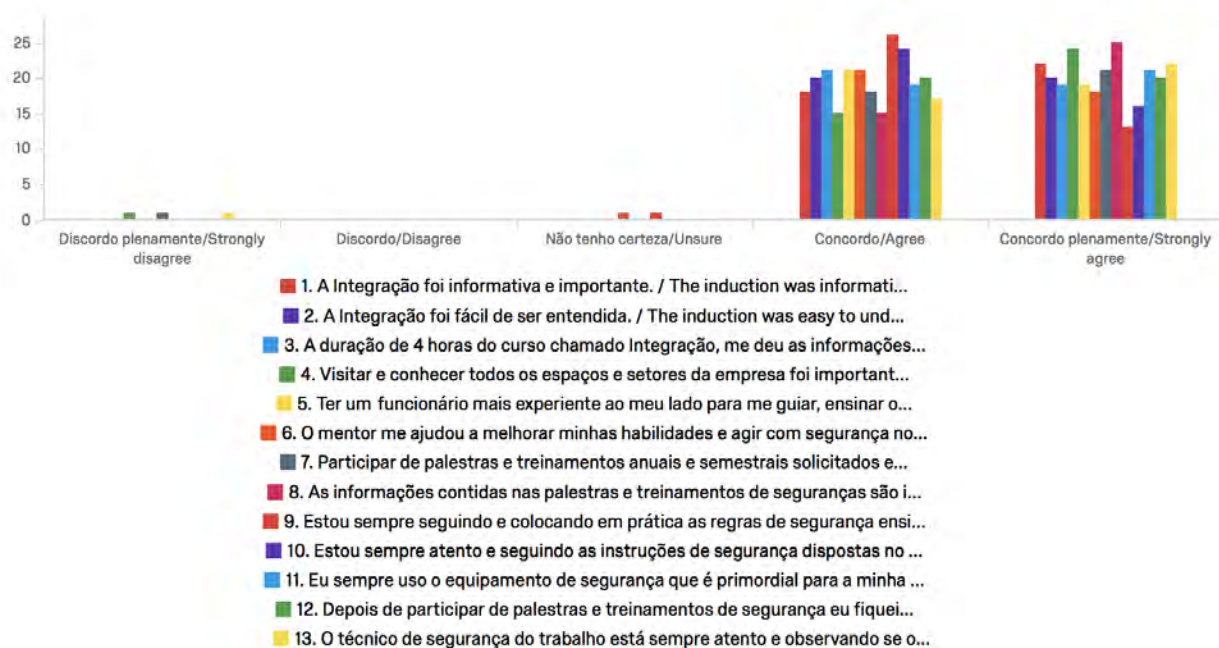 25
20
15
10
5
0
Discordo plenamente/Strongly disagree
Discordo/Disagree
Não tenho certeza/Unsure
Concordo/Agree
Concordo plenamente/Strongly agree
1. A Integração foi informativa e importante. / The induction was informati...
2. A Integração foi fácil de ser entendida. / The induction was easy to und...
3. A duração de 4 horas do curso chamado Integração, me deu as informações...
4. Visitar e conhecer todos os espaços e setores da empresa foi important...
5. Ter um funcionário mais experiente ao meu lado para me guiar, ensinar o...
6. O mentor me ajudou a melhorar minhas habilidades e agir com segurança no...
7. Participar de palestras e treinamentos anuais e semestrais solicitados e...
8. As informações contidas nas palestras e treinamentos de seguranças são i...
9. Estou sempre seguindo e colocando em prática as regras de segurança ensi...
10. Estou sempre atento e seguindo as instruções de segurança dispostas no ...
11. Eu sempre uso o equipamento de segurança que é primordial para a minha ...
12. Depois de participar de palestras e treinamentos de segurança eu fiquei...
13. O técnico de segurança do trabalho está sempre atento e observando se o...